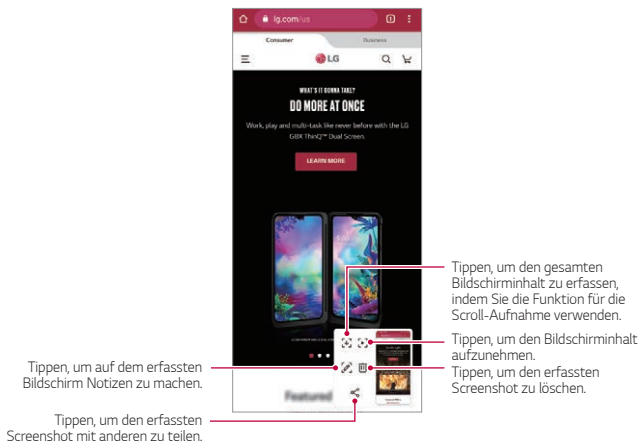 lg.com/us
Consumer
Business
LG
WHAT'S IT GONNA TAKE?
DO MORE AT ONCE
Work, play and multi-task like never before with the LG
G8X ThinQ™ Dual Screen.
LEARN MORE
Featured
Tippen, um den gesamten
Bildschirminhalt zu erfassen,
indem Sie die Funktion für die
Scroll-Aufnahme verwenden.
Tippen, um den Bildschirminhalt
aufzunehmen.
Tippen, um den erfassten
Screenshot zu löschen.
Tippen, um auf dem erfassten
Bildschirm Notizen zu machen.
Tippen, um den erfassten
Screenshot mit anderen zu teilen.